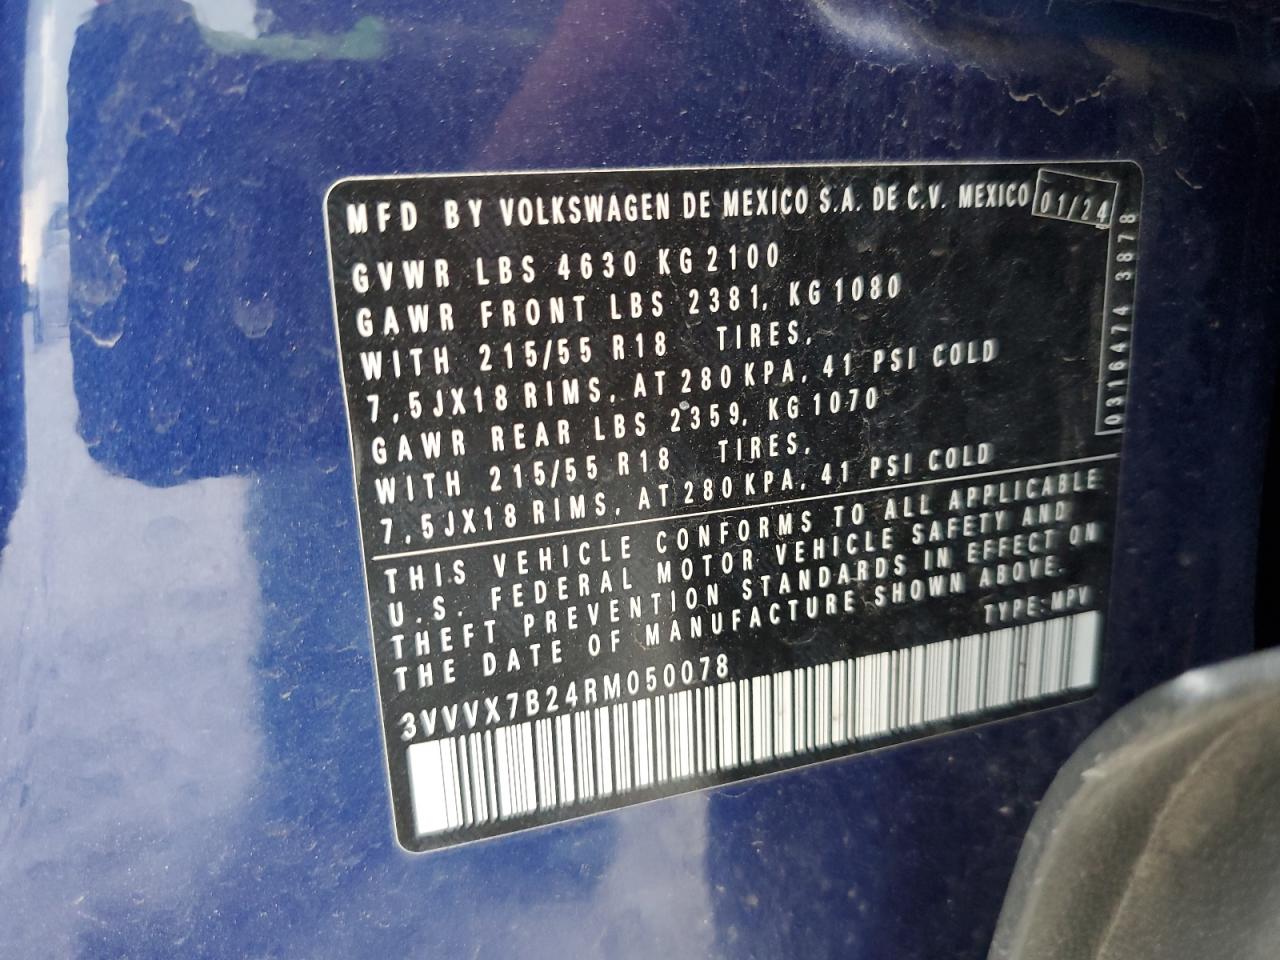 MFD BY VOLKSWAGEN DE MEXICO S.A. DE C.V. MEXICO 01/24
GVWR LBS 4630 KG 2100
GAWR FRONT LBS 2381, KG 1080
WITH 215/55 R18 TIRES,
7,5JX18 RIMS, AT 280 KPA, 41 PSI COLD
GAWR REAR LBS 2359, KG 1070
WITH 215/55 R18 TIRES,
7,5JX18 RIMS, AT 280 KPA, 41 PSI COLD
0316474 3878
THIS VEHICLE CONFORMS TO ALL APPLICABLE
U.S. FEDERAL MOTOR VEHICLE SAFETY AND
THEFT PREVENTION STANDARDS IN EFFECT ON
THE DATE OF MANUFACTURE SHOWN ABOVE.
TYPE: MPV
3VVVX7B24RM050078